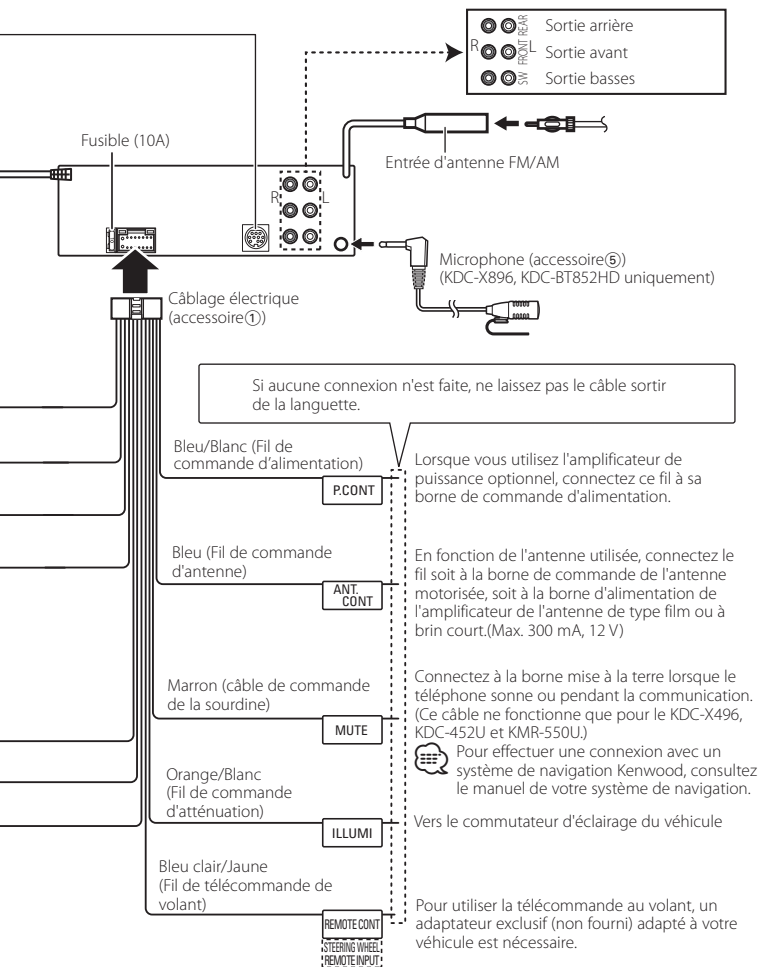 R
REAR
Sortie arrière
FRONT
L
Sortie avant
SW
Sortie basses
Fusible (10A)
Entrée d'antenne FM/AM
R
L
Microphone (accessoire⑤)
(KDC-X896, KDC-BT852HD uniquement)
Câblage électrique
(accessoire①)
Si aucune connexion n'est faite, ne laissez pas le câble sortir
de la languette.
Bleu/Blanc (Fil de
commande d'alimentation)
P.CONT
Lorsque vous utilisez l'amplificateur de
puissance optionnel, connectez ce fil à sa
borne de commande d'alimentation.
Bleu (Fil de commande
d'antenne)
ANT.
CONT
En fonction de l'antenne utilisée, connectez le
fil soit à la borne de commande de l'antenne
motorisée, soit à la borne d'alimentation de
l'amplificateur de l'antenne de type film ou à
brin court.(Max. 300 mA, 12 V)
Marron (câble de commande
de la sourdine)
MUTE
Connectez à la borne mise à la terre lorsque le
téléphone sonne ou pendant la communication.
(Ce câble ne fonctionne que pour le KDC-X496,
KDC-452U et KMR-550U.)
Pour effectuer une connexion avec un
système de navigation Kenwood, consultez
le manuel de votre système de navigation.
Orange/Blanc
(Fil de commande
d'atténuation)
ILLUMI
Vers le commutateur d'éclairage du véhicule
Bleu clair/Jaune
(Fil de télécommande de
volant)
REMOTE CONT
STEERING WHEEL
REMOTE INPUT
Pour utiliser la télécommande au volant, un
adaptateur exclusif (non fourni) adapté à votre
véhicule est nécessaire.